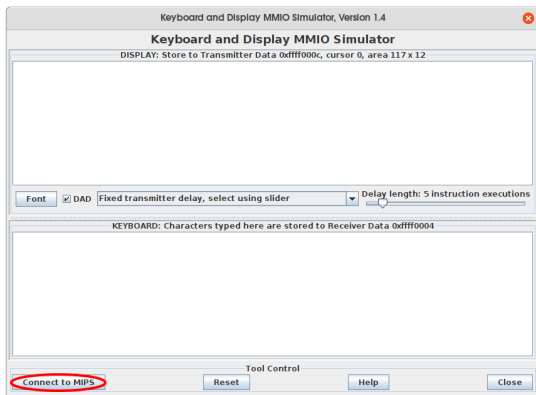 Keyboard and Display MMIO Simulator, Version 1.4
Keyboard and Display MMIO Simulator
DISPLAY: Store to Transmitter Data 0xffff000c, cursor 0, area 117 x 12
Font DAD Fixed transmitter delay, select using slider Delay length: 5 instruction executions
KEYBOARD: Characters typed here are stored to Receiver Data 0xffff0004
Tool Control
Connect to MIPS Reset Help Close